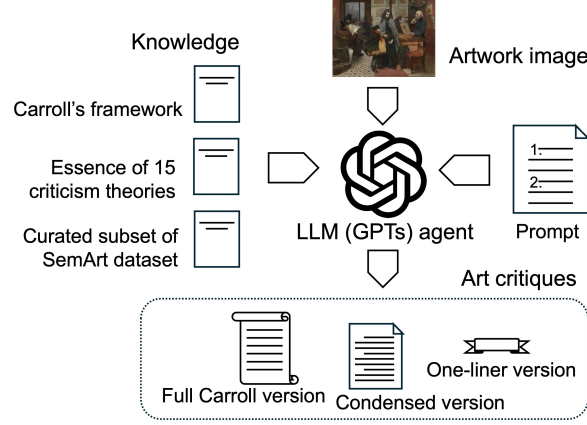 Knowledge
Artwork image
Carroll's framework
Essence of 15
criticism theories
Curated subset of
SemArt dataset
1.
2.
LLM (GPTs) agent
Prompt
Art critiques
Full Carroll version
Condensed version
One-liner version